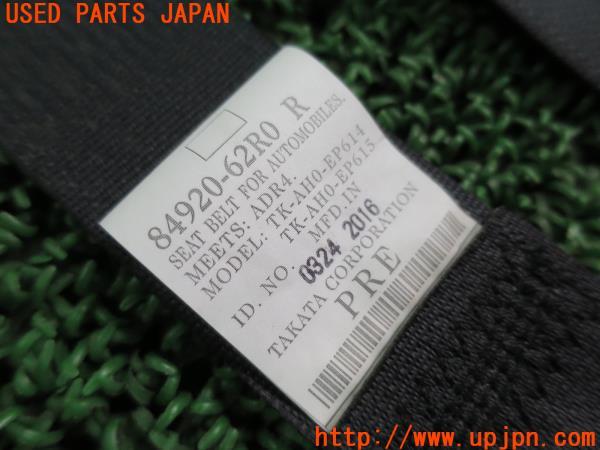 USED PARTS JAPAN
84920-62R0 R
SEAT BELT FOR AUTOMOBILES.
MEETS: ADR4.
MODEL: TK-AH0-EP614
TK-AH0-EP615
ID. NO. MFD.IN
0324 2016
TAKATA CORPORATION
PRE
http://www.upjpn.com